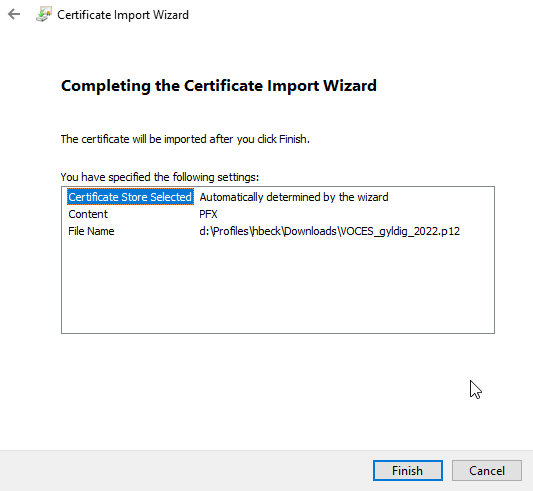 Certificate Import Wizard
Completing the Certificate Import Wizard
The certificate will be imported after you click Finish.
You have specified the following settings:
Certificate Store Selected Automatically determined by the wizard
Content PFX
File Name d:\Profiles\hbeck\Downloads\VOCES_gyldig_2022.p12
Finish Cancel